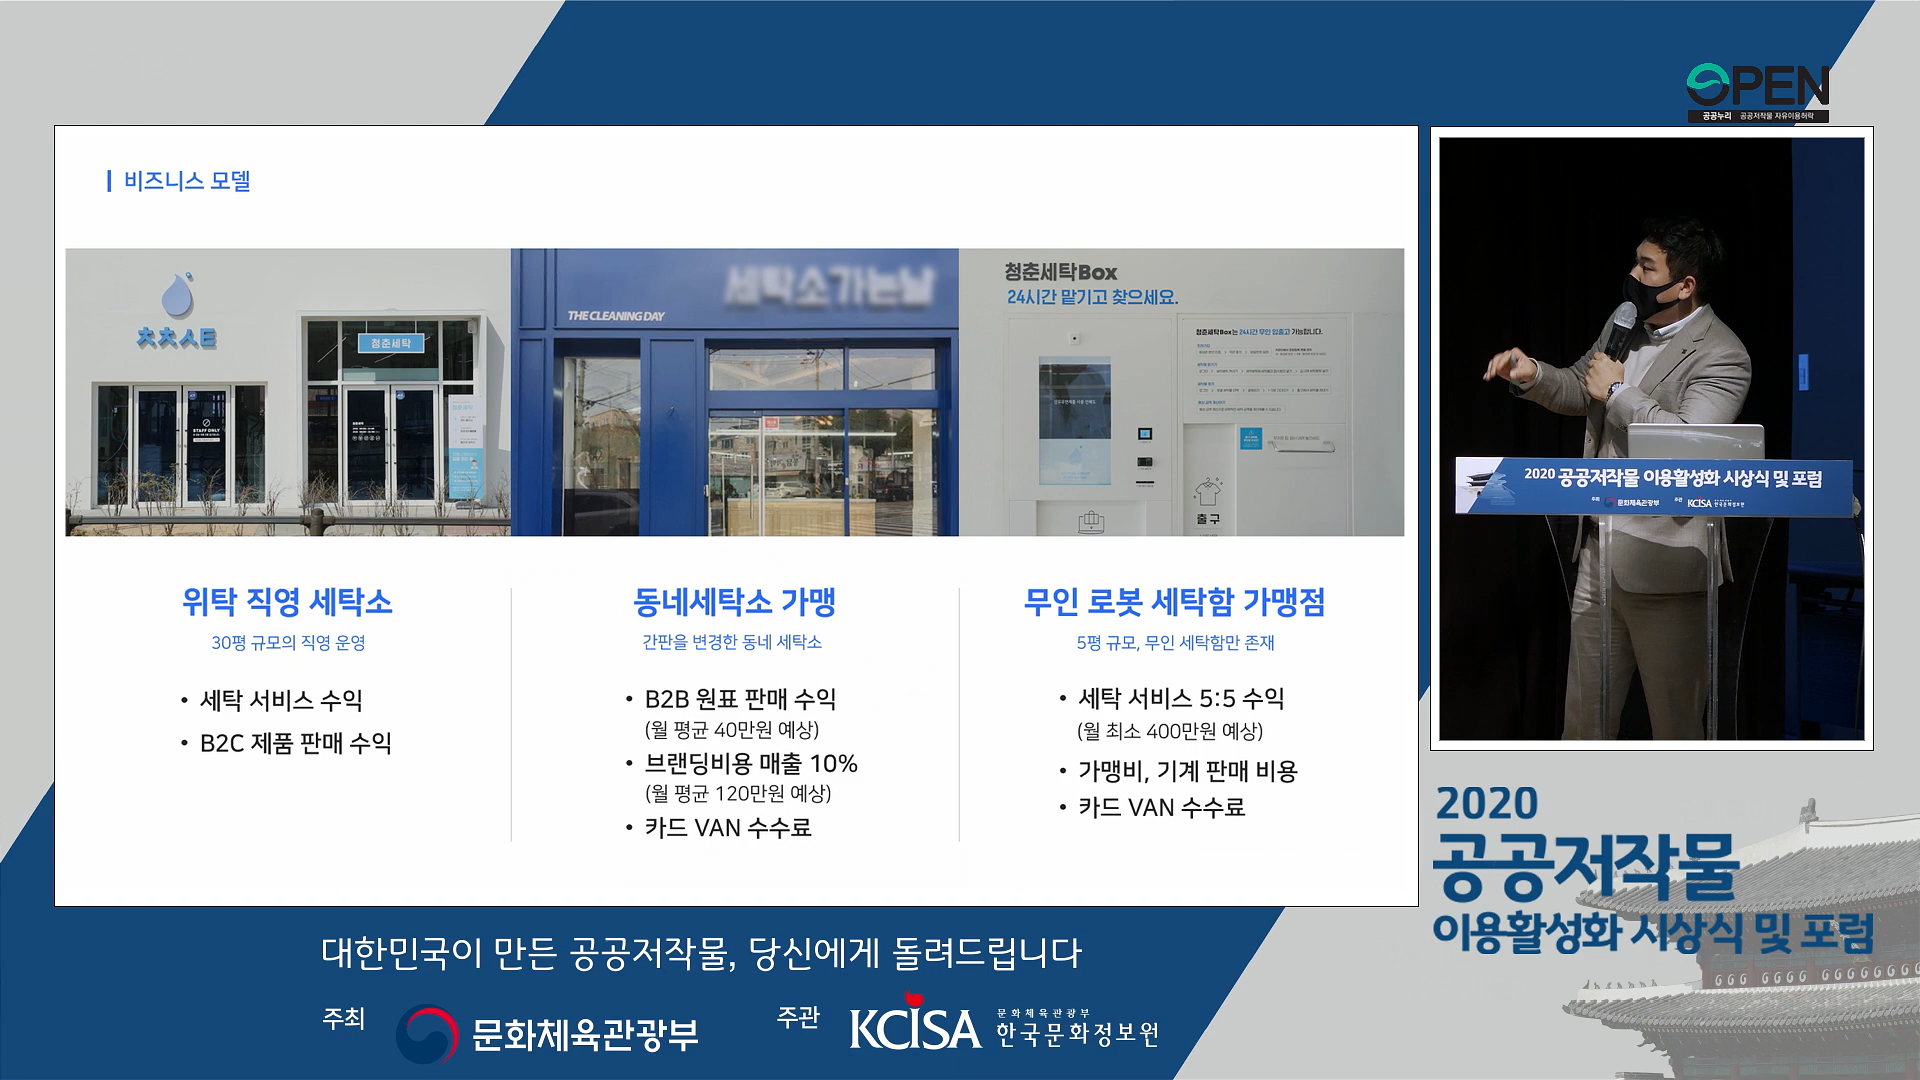 OPEN
공공누리 공공저작물 자유이용허락
비즈니스 모델
ㅊㅊㅅㅌ
청춘세탁
STAFF ONLY
세탁소가는날
THE CLEANING DAY
청춘세탁Box
24시간 맡기고 찾으세요.
청춘세탁Box는 24시간 무인 입출고 가능합니다.
출구
위탁 직영 세탁소
30평 규모의 직영 운영
• 세탁 서비스 수익
• B2C 제품 판매 수익
동네세탁소 가맹
간판을 변경한 동네 세탁소
• B2B 원표 판매 수익
(월 평균 40만원 예상)
• 브랜딩비용 매출 10%
(월 평균 120만원 예상)
• 카드 VAN 수수료
무인 로봇 세탁함 가맹점
5평 규모, 무인 세탁함만 존재
• 세탁 서비스 5:5 수익
(월 최소 400만원 예상)
• 가맹비, 기계 판매 비용
• 카드 VAN 수수료
2020 공공저작물 이용활성화 시상식 및 포럼
주최 문화체육관광부 주관 KCISA 한국문화정보원
2020
공공저작물
이용활성화 시상식 및 포럼
대한민국이 만든 공공저작물, 당신에게 돌려드립니다
주최 문화체육관광부
주관 KCISA 문화체육관광부
한국문화정보원